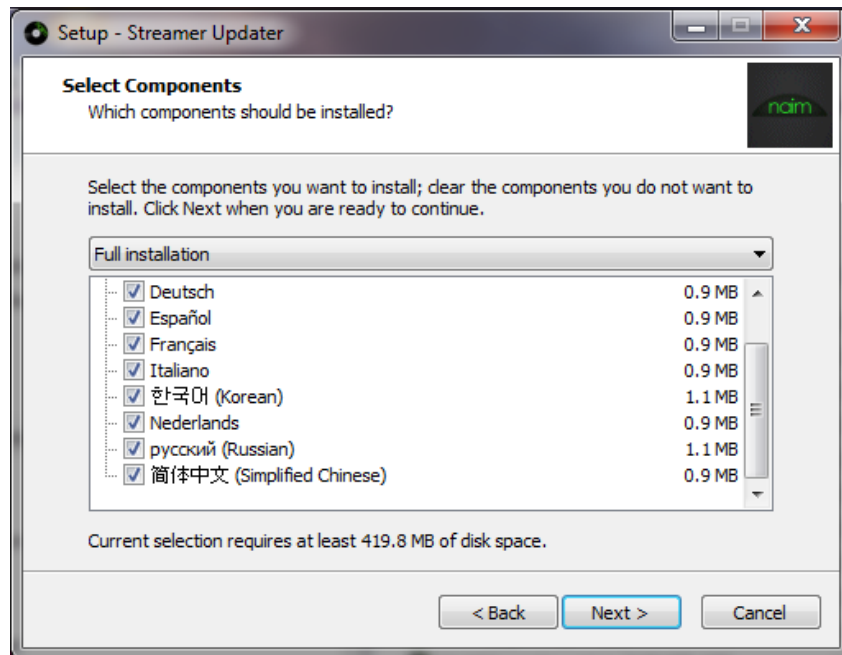 Setup - Streamer Updater
Select Components
Which components should be installed?
naim
Select the components you want to install; clear the components you do not want to
install. Click Next when you are ready to continue.
Full installation
Deutsch 0.9 MB
Español 0.9 MB
Français 0.9 MB
Italiano 0.9 MB
한국어 (Korean) 1.1 MB
Nederlands 0.9 MB
русский (Russian) 1.1 MB
简体中文 (Simplified Chinese) 0.9 MB
Current selection requires at least 419.8 MB of disk space.
< Back Next > Cancel